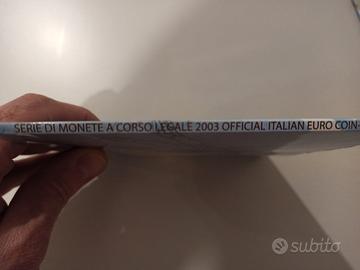 SERIE DI MONETE A CORSO LEGALE 2003 OFFICIAL ITALIAN EURO COIN-
subito